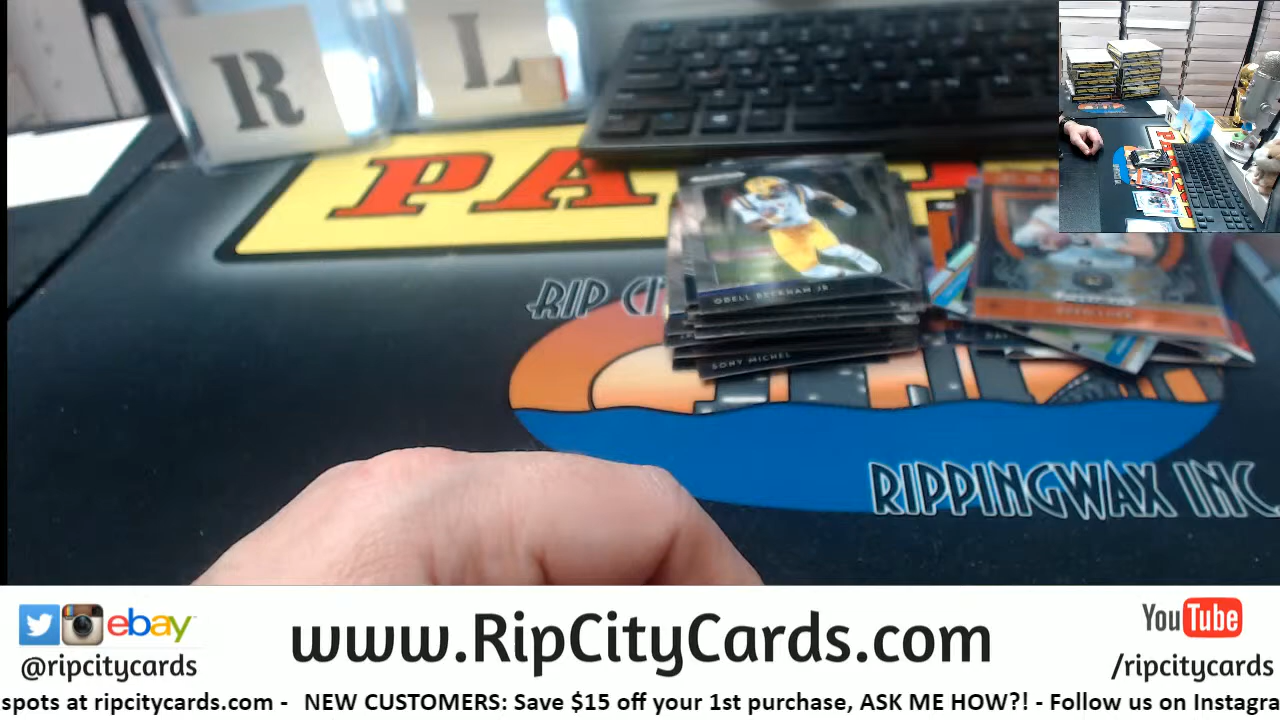 R
L
PA
RIP CI
ODELL BECKHAM JR
SONY MICHEL
RIPPINGWAX INC.
ebay
@ripcitycards
www.RipCityCards.com
YouTube
/ripcitycards
spots at ripcitycards.com - NEW CUSTOMERS: Save $15 off your 1st purchase, ASK ME HOW?! - Follow us on Instagra